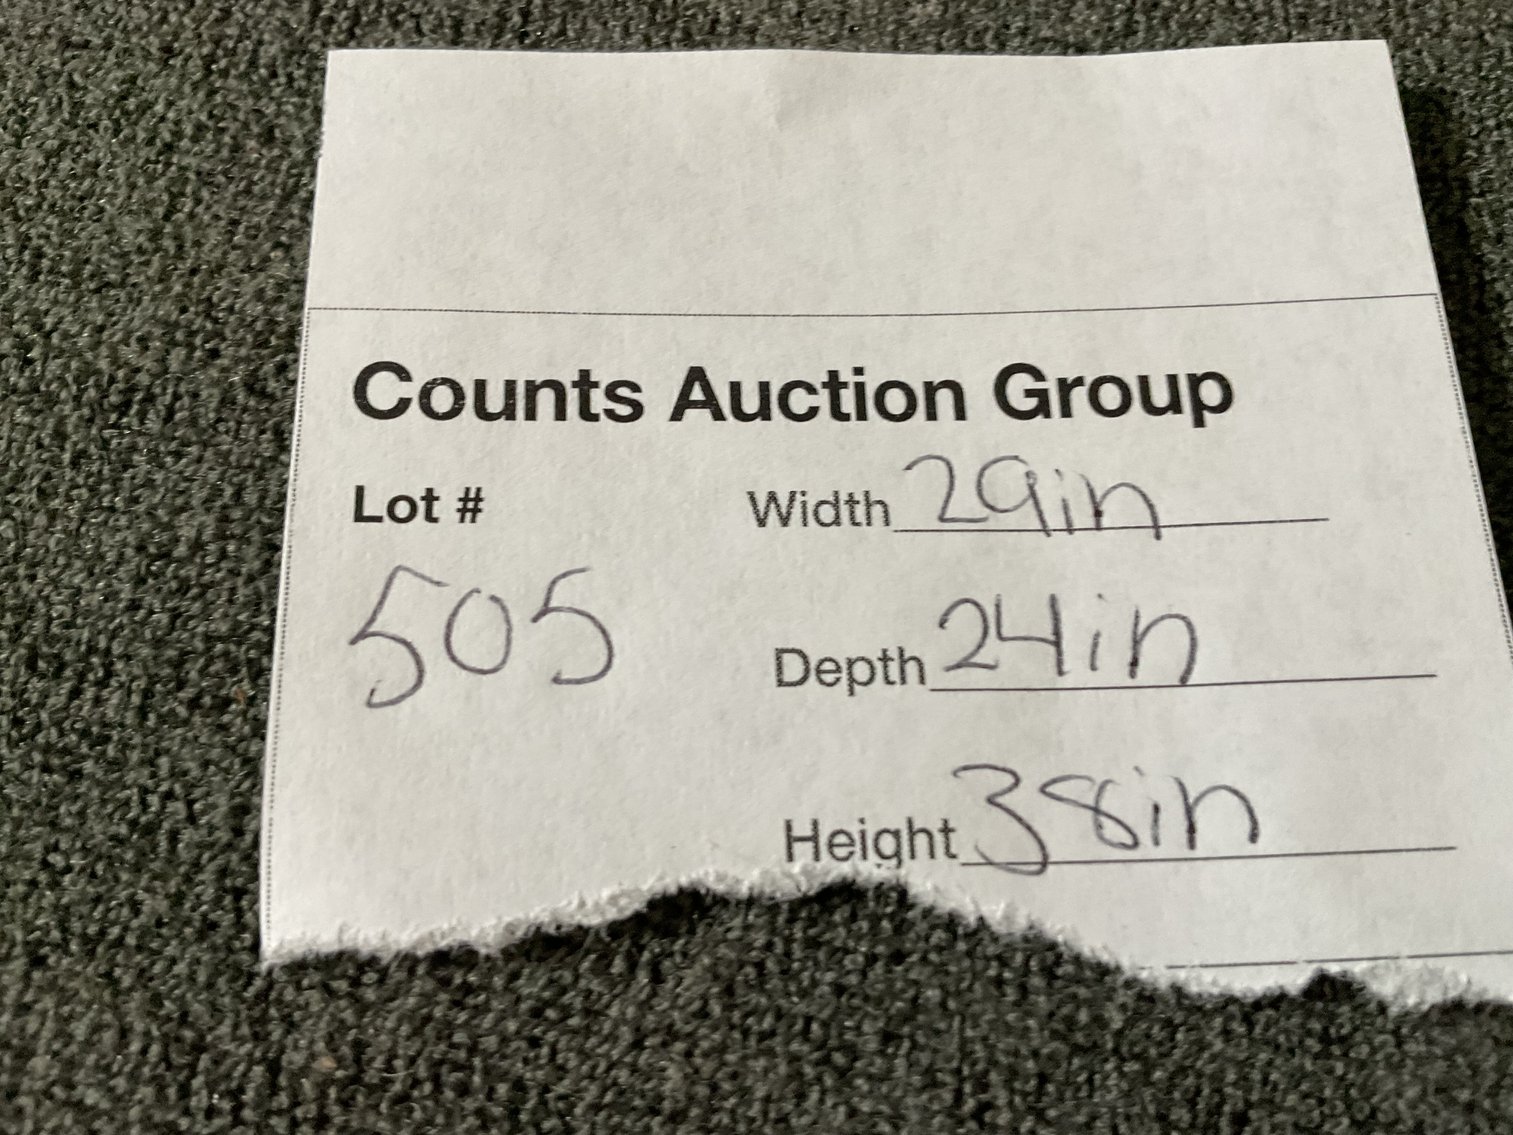 Counts Auction Group
Lot #
505
Width 29in
Depth 24in
Height 38in